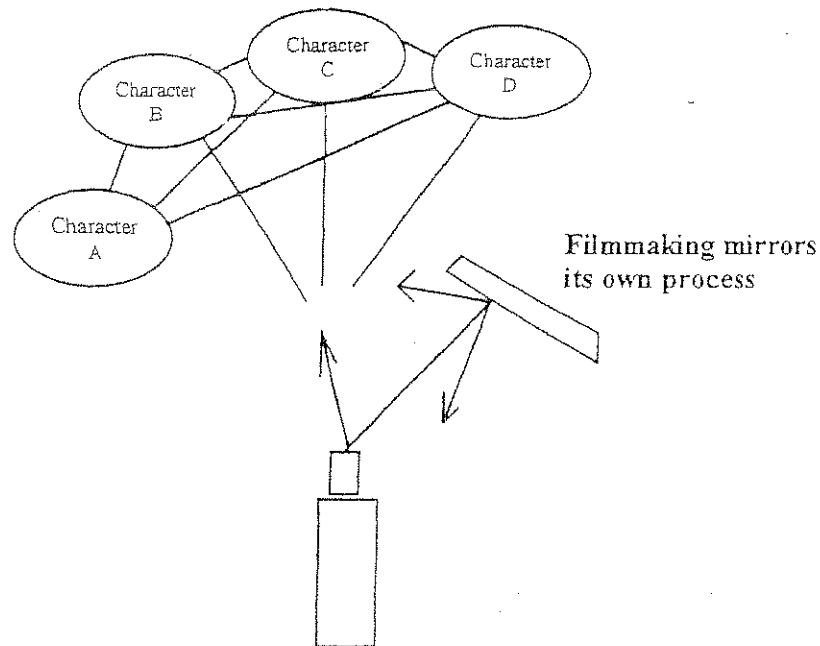 Character
C
Character
D
Character
B
Character
A
Filmmaking mirrors
its own process